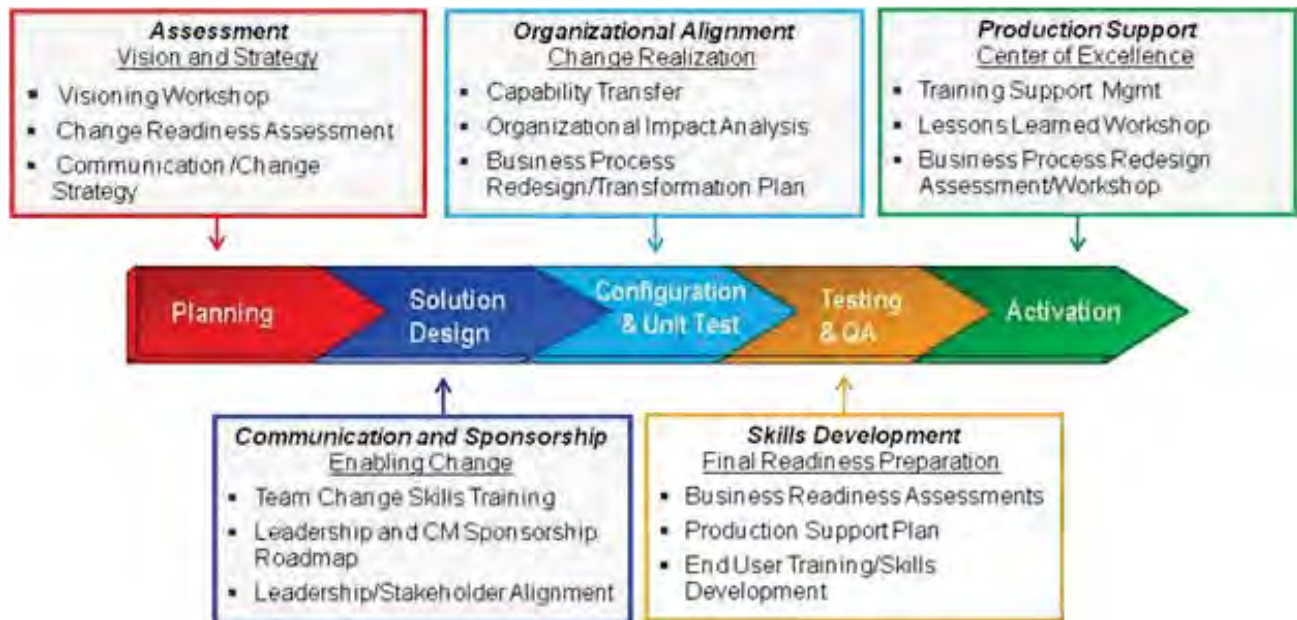 Assessment
Vision and Strategy
▪ Visioning Workshop
▪ Change Readiness Assessment
▪ Communication /Change
Strategy
Organizational Alignment
Change Realization
▪ Capability Transfer
▪ Organizational Impact Analysis
▪ Business Process
Redesign/Transformation Plan
Production Support
Center of Excellence
▪ Training Support Mgmt
▪ Lessons Learned Workshop
▪ Business Process Redesign
Assessment/Workshop
Planning
Solution
Design
Configuration
& Unit Test
Testing
& QA
Activation
Communication and Sponsorship
Enabling Change
▪ Team Change Skills Training
▪ Leadership and CM Sponsorship
Roadmap
▪ Leadership/Stakeholder Alignment
Skills Development
Final Readiness Preparation
▪ Business Readiness Assessments
▪ Production Support Plan
▪ End User Training/Skills
Development